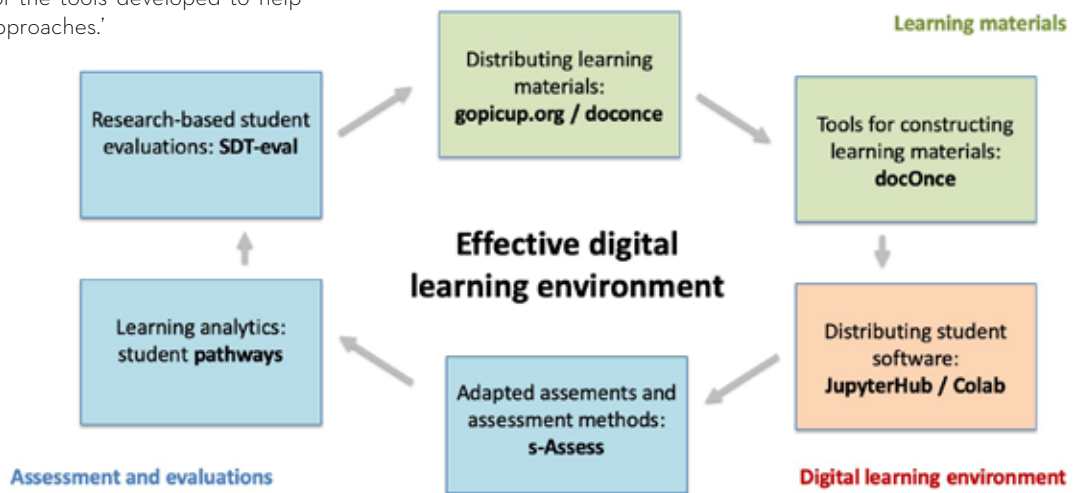 of the tools developed to help
approaches.’
Learning materials
Distributing learning
materials:
gopicup.org / doconce
Tools for constructing
learning materials:
docOnce
Distributing student
software:
JupyterHub / Colab
Digital learning environment
Adapted assements and
assessment methods:
s-Assess
Learning analytics:
student pathways
Assessment and evaluations
Research-based student
evaluations: SDT-eval
Effective digital
learning environment